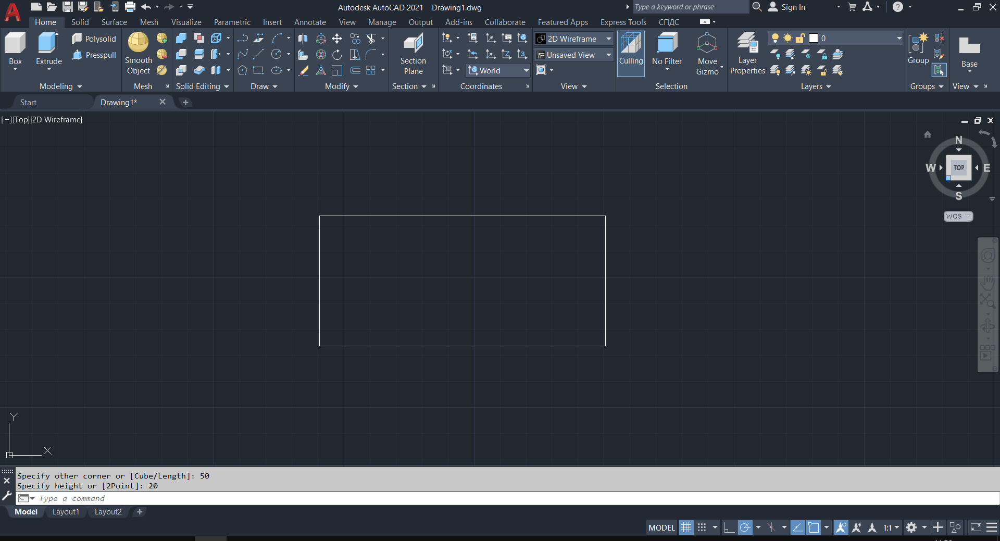 Autodesk AutoCAD 2021 Drawing1.dwg
Type a keyword or phrase
Sign In
Home Solid Surface Mesh Visualize Parametric Insert Annotate View Manage Output Add-ins Collaborate Featured Apps Express Tools СПДС
Box
Extrude
Polysolid
Presspull
Modeling
Smooth
Object
Mesh
Solid Editing
Draw
Modify
Section
Plane
Section
World
Coordinates
2D Wireframe
Unsaved View
View
Culling
No Filter
Move
Gizmo
Selection
Layer
Properties
0
Layers
Group
Groups
Base
View
Start
Drawing1*
[−][Top][2D Wireframe]
N
W
TOP
E
S
WCS
Y
X
Specify other corner or [Cube/Length]: 50
Specify height or [2Point]: 20
Type a command
Model Layout1 Layout2
MODEL
1:1